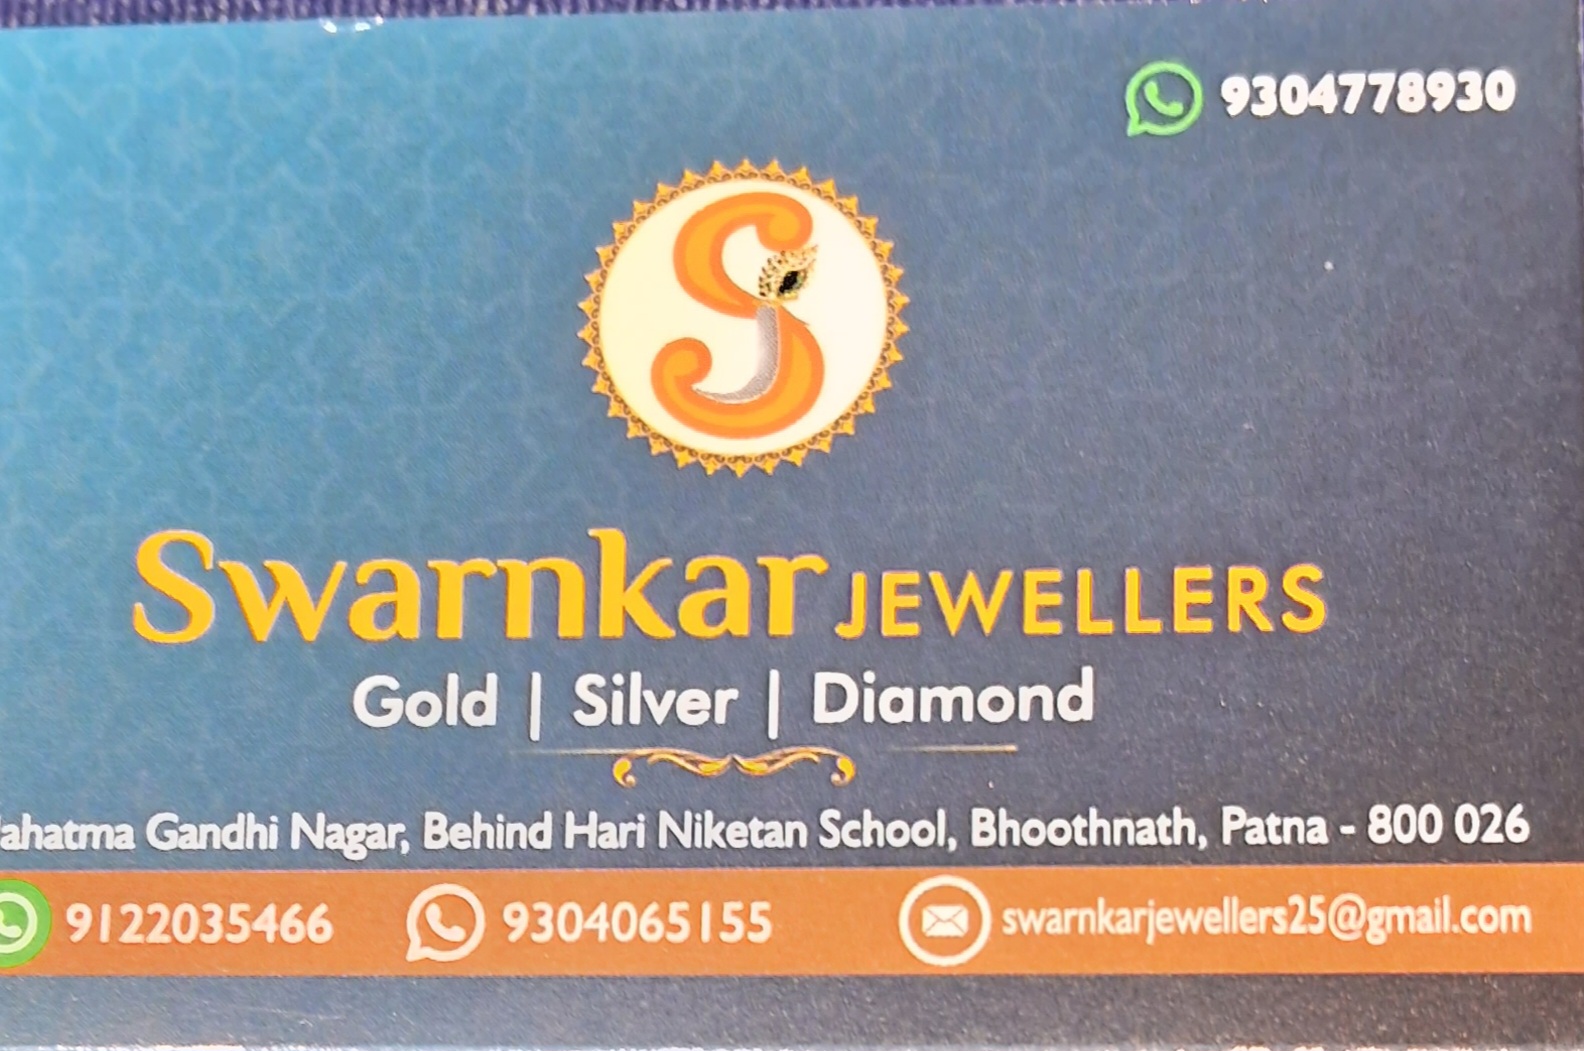 9304778930
Swarnkar JEWELLERS
Gold | Silver | Diamond
Gandhi Nagar, Behind Hari Niketan School, Bhoothnath, Patna - 800 026
9122035466 9304065155 swarnkarjewellers25@gmail.com